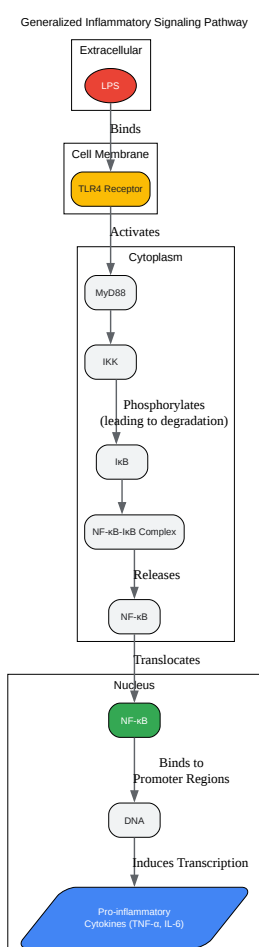 Generalized Inflammatory Signaling Pathway
Extracellular
LPS
Binds
Cell Membrane
TLR4 Receptor
Activates
Cytoplasm
MyD88
IKK
Phosphorylates
(leading to degradation)
IκB
NF-κB-IκB Complex
Releases
NF-κB
Translocates
Nucleus
NF-κB
Binds to
Promoter Regions
DNA
Induces Transcription
Pro-inflammatory
Cytokines (TNF-α, IL-6)